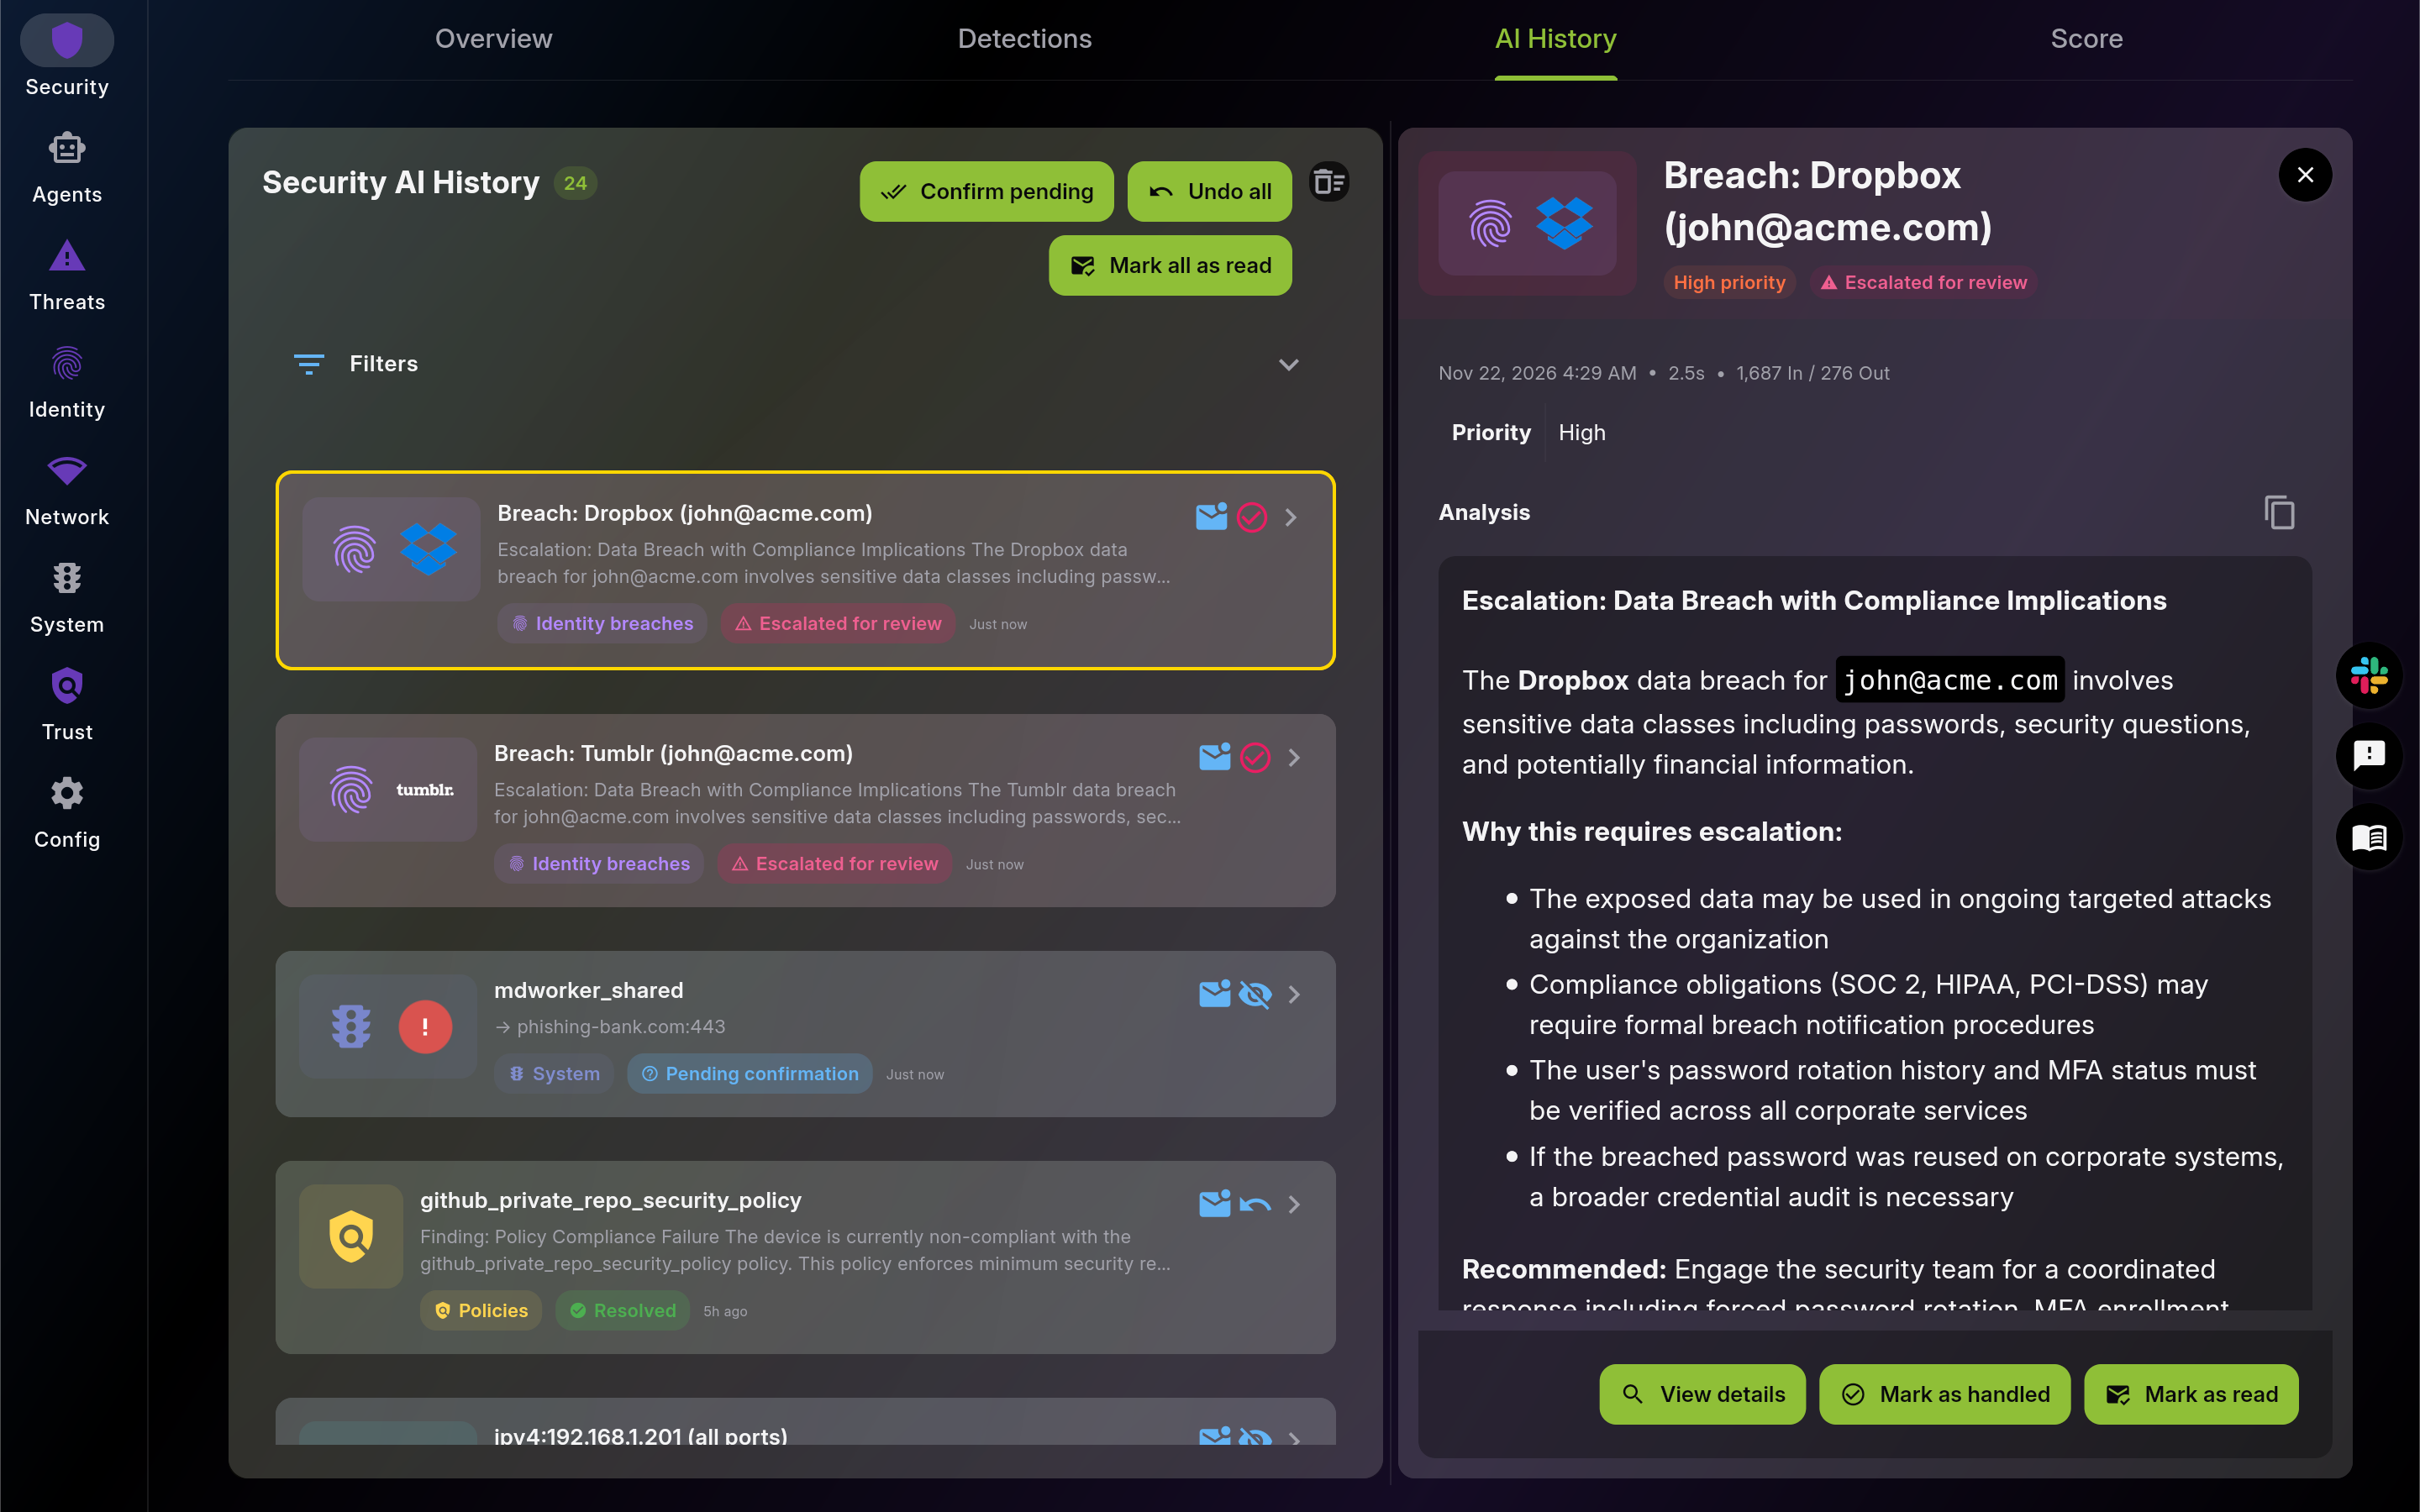 Security
Agents
Threats
Identity
Network
System
Trust
Config
Overview
Detections
AI History
Score
Security AI History
24
Confirm pending
Undo all
Mark all as read
Filters
Breach: Dropbox (john@acme.com)
Escalation: Data Breach with Compliance Implications The Dropbox data
breach for john@acme.com involves sensitive data classes including passw...
Identity breaches
Escalated for review
Just now
tumblr.
Breach: Tumblr (john@acme.com)
Escalation: Data Breach with Compliance Implications The Tumblr data breach
for john@acme.com involves sensitive data classes including passwords, sec...
Identity breaches
Escalated for review
Just now
mdworker_shared
→ phishing-bank.com:443
System
Pending confirmation
Just now
github_private_repo_security_policy
Finding: Policy Compliance Failure The device is currently non-compliant with the
github_private_repo_security_policy policy. This policy enforces minimum security re...
Policies
Resolved
5h ago
ipv4:192.168.1.201 (all ports)
Breach: Dropbox
(john@acme.com)
High priority
Escalated for review
Nov 22, 2026 4:29 AM • 2.5s • 1,687 In / 276 Out
Priority
High
Analysis
Escalation: Data Breach with Compliance Implications
The Dropbox data breach for john@acme.com involves
sensitive data classes including passwords, security questions,
and potentially financial information.
Why this requires escalation:
• The exposed data may be used in ongoing targeted attacks
against the organization
• Compliance obligations (SOC 2, HIPAA, PCI-DSS) may
require formal breach notification procedures
• The user's password rotation history and MFA status must
be verified across all corporate services
• If the breached password was reused on corporate systems,
a broader credential audit is necessary
Recommended: Engage the security team for a coordinated
response including forced password rotation, MFA enrollment
View details
Mark as handled
Mark as read